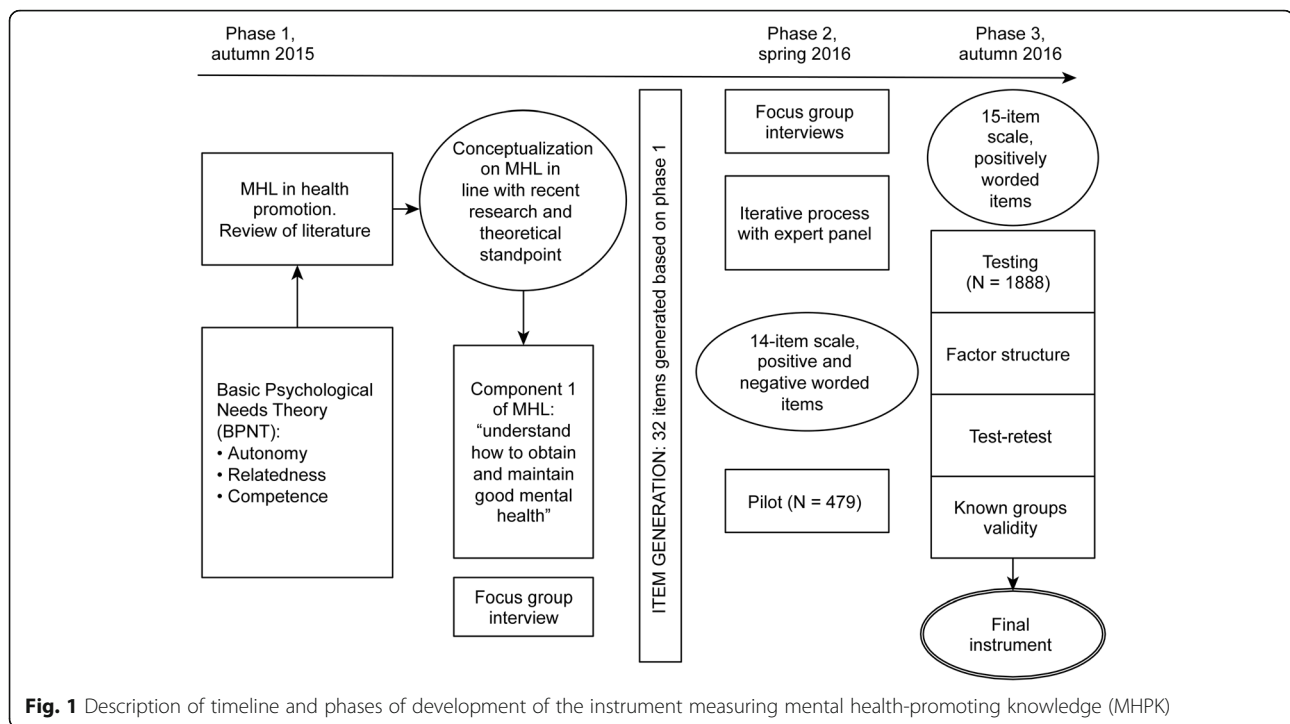 Phase 1,
autumn 2015
Phase 2,
spring 2016
Phase 3,
autumn 2016
MHL in health
promotion.
Review of literature
Basic Psychological
Needs Theory
(BPNT):
• Autonomy
• Relatedness
• Competence
Conceptualization
on MHL in
line with recent
research and
theoretical
standpoint
Component 1
of MHL:
“understand
how to obtain
and maintain
good mental
health”
Focus group
interview
ITEM GENERATION: 32 items generated based on phase 1
Focus group
interviews
Iterative process
with expert panel
14-item scale,
positive and
negative worded
items
Pilot (N = 479)
15-item
scale,
positively
worded
items
Testing
(N = 1888)
Factor structure
Test-retest
Known groups
validity
Final
instrument
Fig. 1 Description of timeline and phases of development of the instrument measuring mental health-promoting knowledge (MHPK)